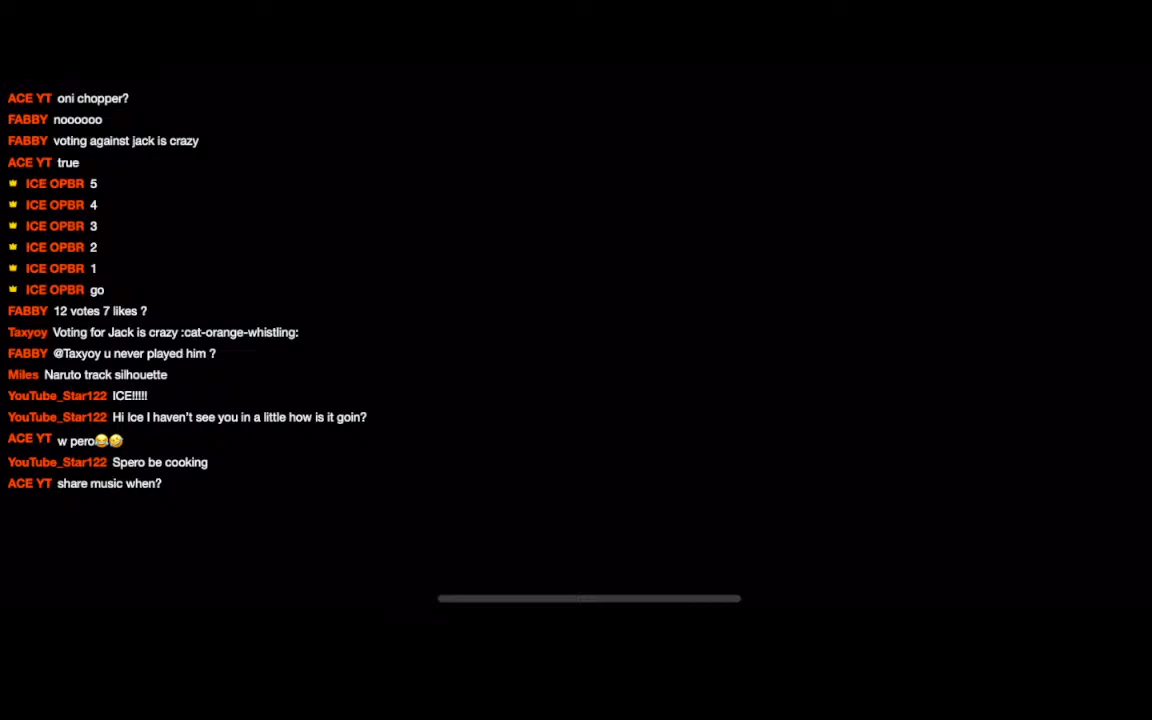 ACE YT oni chopper?
FABBY noooooo
FABBY voting against jack is crazy
ACE YT true
ICE OPBR 5
ICE OPBR 4
ICE OPBR 3
ICE OPBR 2
ICE OPBR 1
ICE OPBR go
FABBY 12 votes 7 likes ?
Taxyoy Voting for Jack is crazy :cat-orange-whistling:
FABBY @Taxyoy u never played him ?
Miles Naruto track silhouette
YouTube_Star122 ICE!!!!!
YouTube_Star122 Hi Ice I haven't see you in a little how is it goin?
ACE YT w pero😂🤣
YouTube_Star122 Spero be cooking
ACE YT share music when?